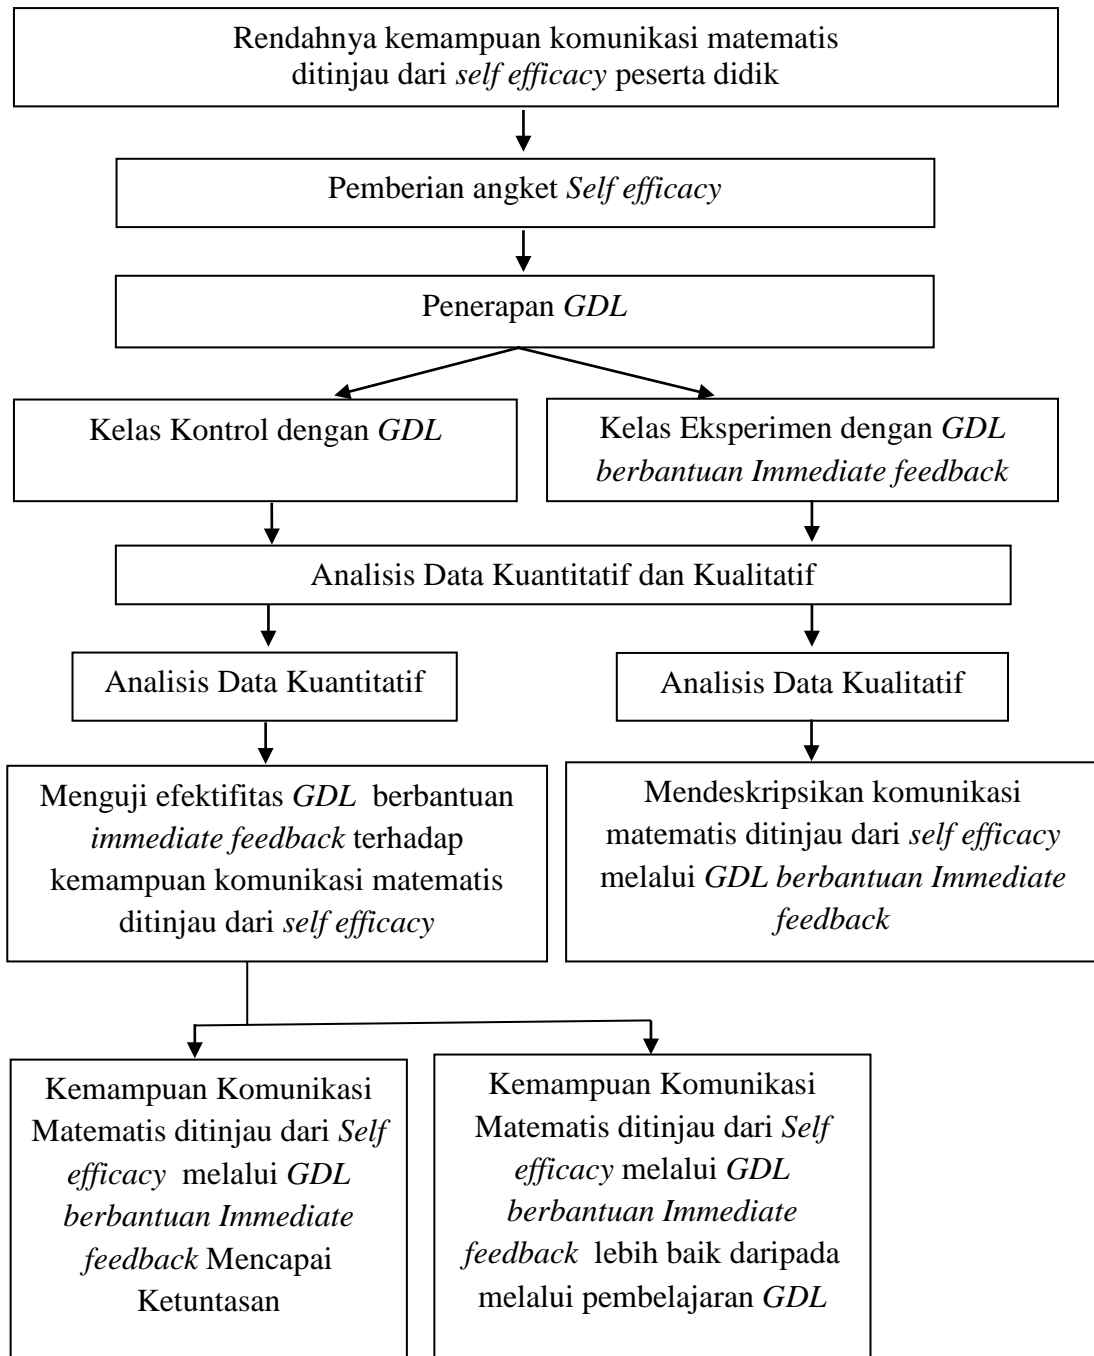 Rendahnya kemampuan komunikasi matematis
ditinjau dari self efficacy peserta didik
Pemberian angket Self efficacy
Penerapan GDL
Kelas Kontrol dengan GDL
Kelas Eksperimen dengan GDL
berbantuan Immediate feedback
Analisis Data Kuantitatif dan Kualitatif
Analisis Data Kuantitatif
Analisis Data Kualitatif
Menguji efektifitas GDL berbantuan
immediate feedback terhadap
kemampuan komunikasi matematis
ditinjau dari self efficacy
Mendeskripsikan komunikasi
matematis ditinjau dari self efficacy
melalui GDL berbantuan Immediate
feedback
Kemampuan Komunikasi
Matematis ditinjau dari Self
efficacy melalui GDL
berbantuan Immediate
feedback Mencapai
Ketuntasan
Kemampuan Komunikasi
Matematis ditinjau dari Self
efficacy melalui GDL
berbantuan Immediate
feedback lebih baik daripada
melalui pembelajaran GDL